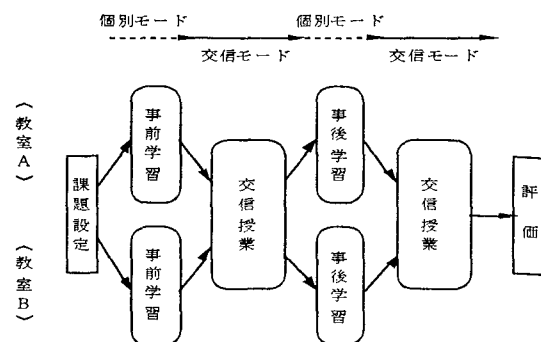 個別モード
個別モード
交信モード
交信モード
〈教室A〉
〈教室B〉
課題設定
事前学習
事前学習
交信授業
事後学習
事後学習
交信授業
評価